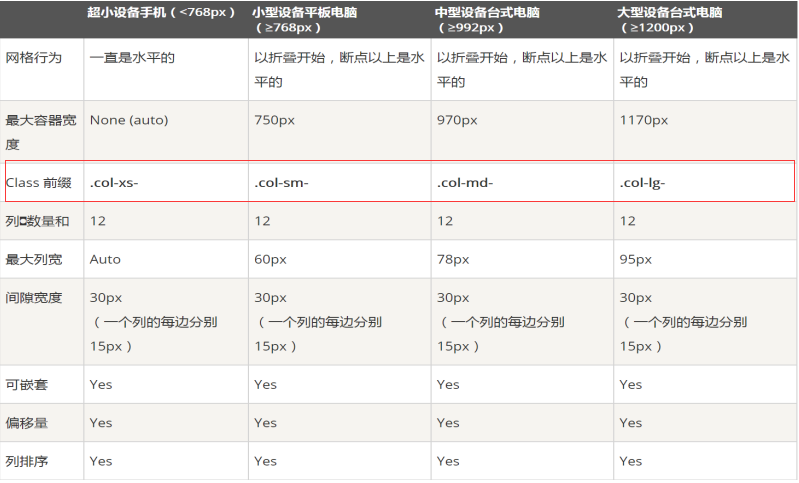 超小设备手机（<768px）
小型设备平板电脑
（≥768px）
中型设备台式电脑
（≥992px）
大型设备台式电脑
（≥1200px）
网格行为
一直是水平的
以折叠开始，断点以上是水
平的
以折叠开始，断点以上是水
平的
以折叠开始，断点以上是水
平的
最大容器宽
度
None (auto)
750px
970px
1170px
Class 前缀
.col-xs-
.col-sm-
.col-md-
.col-lg-
列数量和
12
12
12
12
最大列宽
Auto
60px
78px
95px
间隙宽度
30px
（一个列的每边分别
15px）
30px
（一个列的每边分别
15px）
30px
（一个列的每边分别
15px）
30px
（一个列的每边分别
15px）
可嵌套
Yes
Yes
Yes
Yes
偏移量
Yes
Yes
Yes
Yes
列排序
Yes
Yes
Yes
Yes